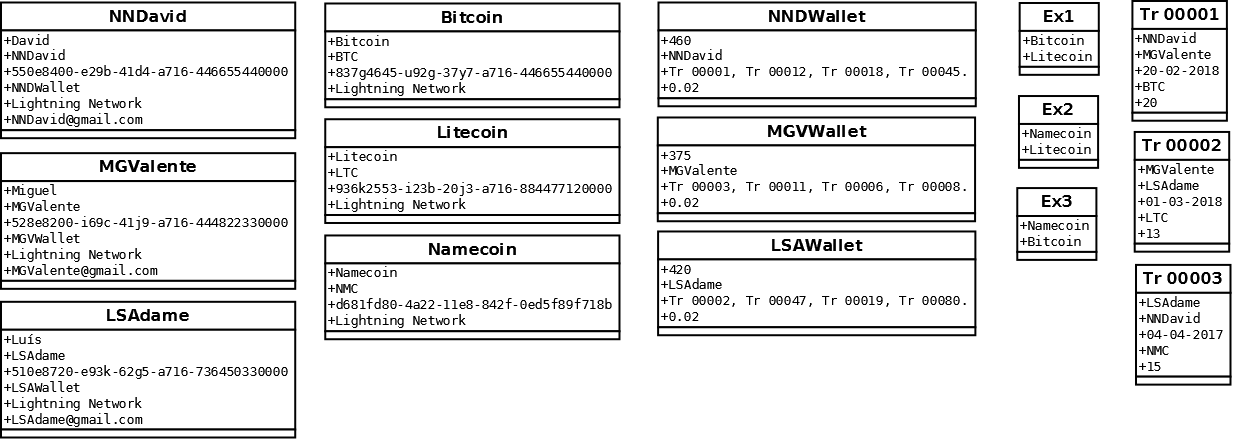 NNDavid
+David
+NNDavid
+550e8400-e29b-41d4-a716-446655440000
+NNDWallet
+Lightning Network
+NNDavid@gmail.com
MGValente
+Miguel
+MGValente
+528e8200-i69c-41j9-a716-444822330000
+MGVWallet
+Lightning Network
+MGValente@gmail.com
LSAdame
+Luís
+LSAdame
+510e8720-e93k-62g5-a716-736450330000
+LSAWallet
+Lightning Network
+LSAdame@gmail.com
Bitcoin
+Bitcoin
+BTC
+837g4645-u92g-37y7-a716-446655440000
+Lightning Network
Litecoin
+Litecoin
+LTC
+936k2553-i23b-20j3-a716-884477120000
+Lightning Network
Namecoin
+Namecoin
+NMC
+d681fd80-4a22-11e8-842f-0ed5f89f718b
+Lightning Network
NNDWallet
+460
+NNDavid
+Tr 00001, Tr 00012, Tr 00018, Tr 00045.
+0.02
MGVWallet
+375
+MGValente
+Tr 00003, Tr 00011, Tr 00006, Tr 00008.
+0.02
LSAWallet
+420
+LSAdame
+Tr 00002, Tr 00047, Tr 00019, Tr 00080.
+0.02
Ex1
+Bitcoin
+Litecoin
Ex2
+Namecoin
+Litecoin
Ex3
+Namecoin
+Bitcoin
Tr 00001
+NNDavid
+MGValente
+20-02-2018
+BTC
+20
Tr 00002
+MGValente
+LSAdame
+01-03-2018
+LTC
+13
Tr 00003
+LSAdame
+NNDavid
+04-04-2017
+NMC
+15